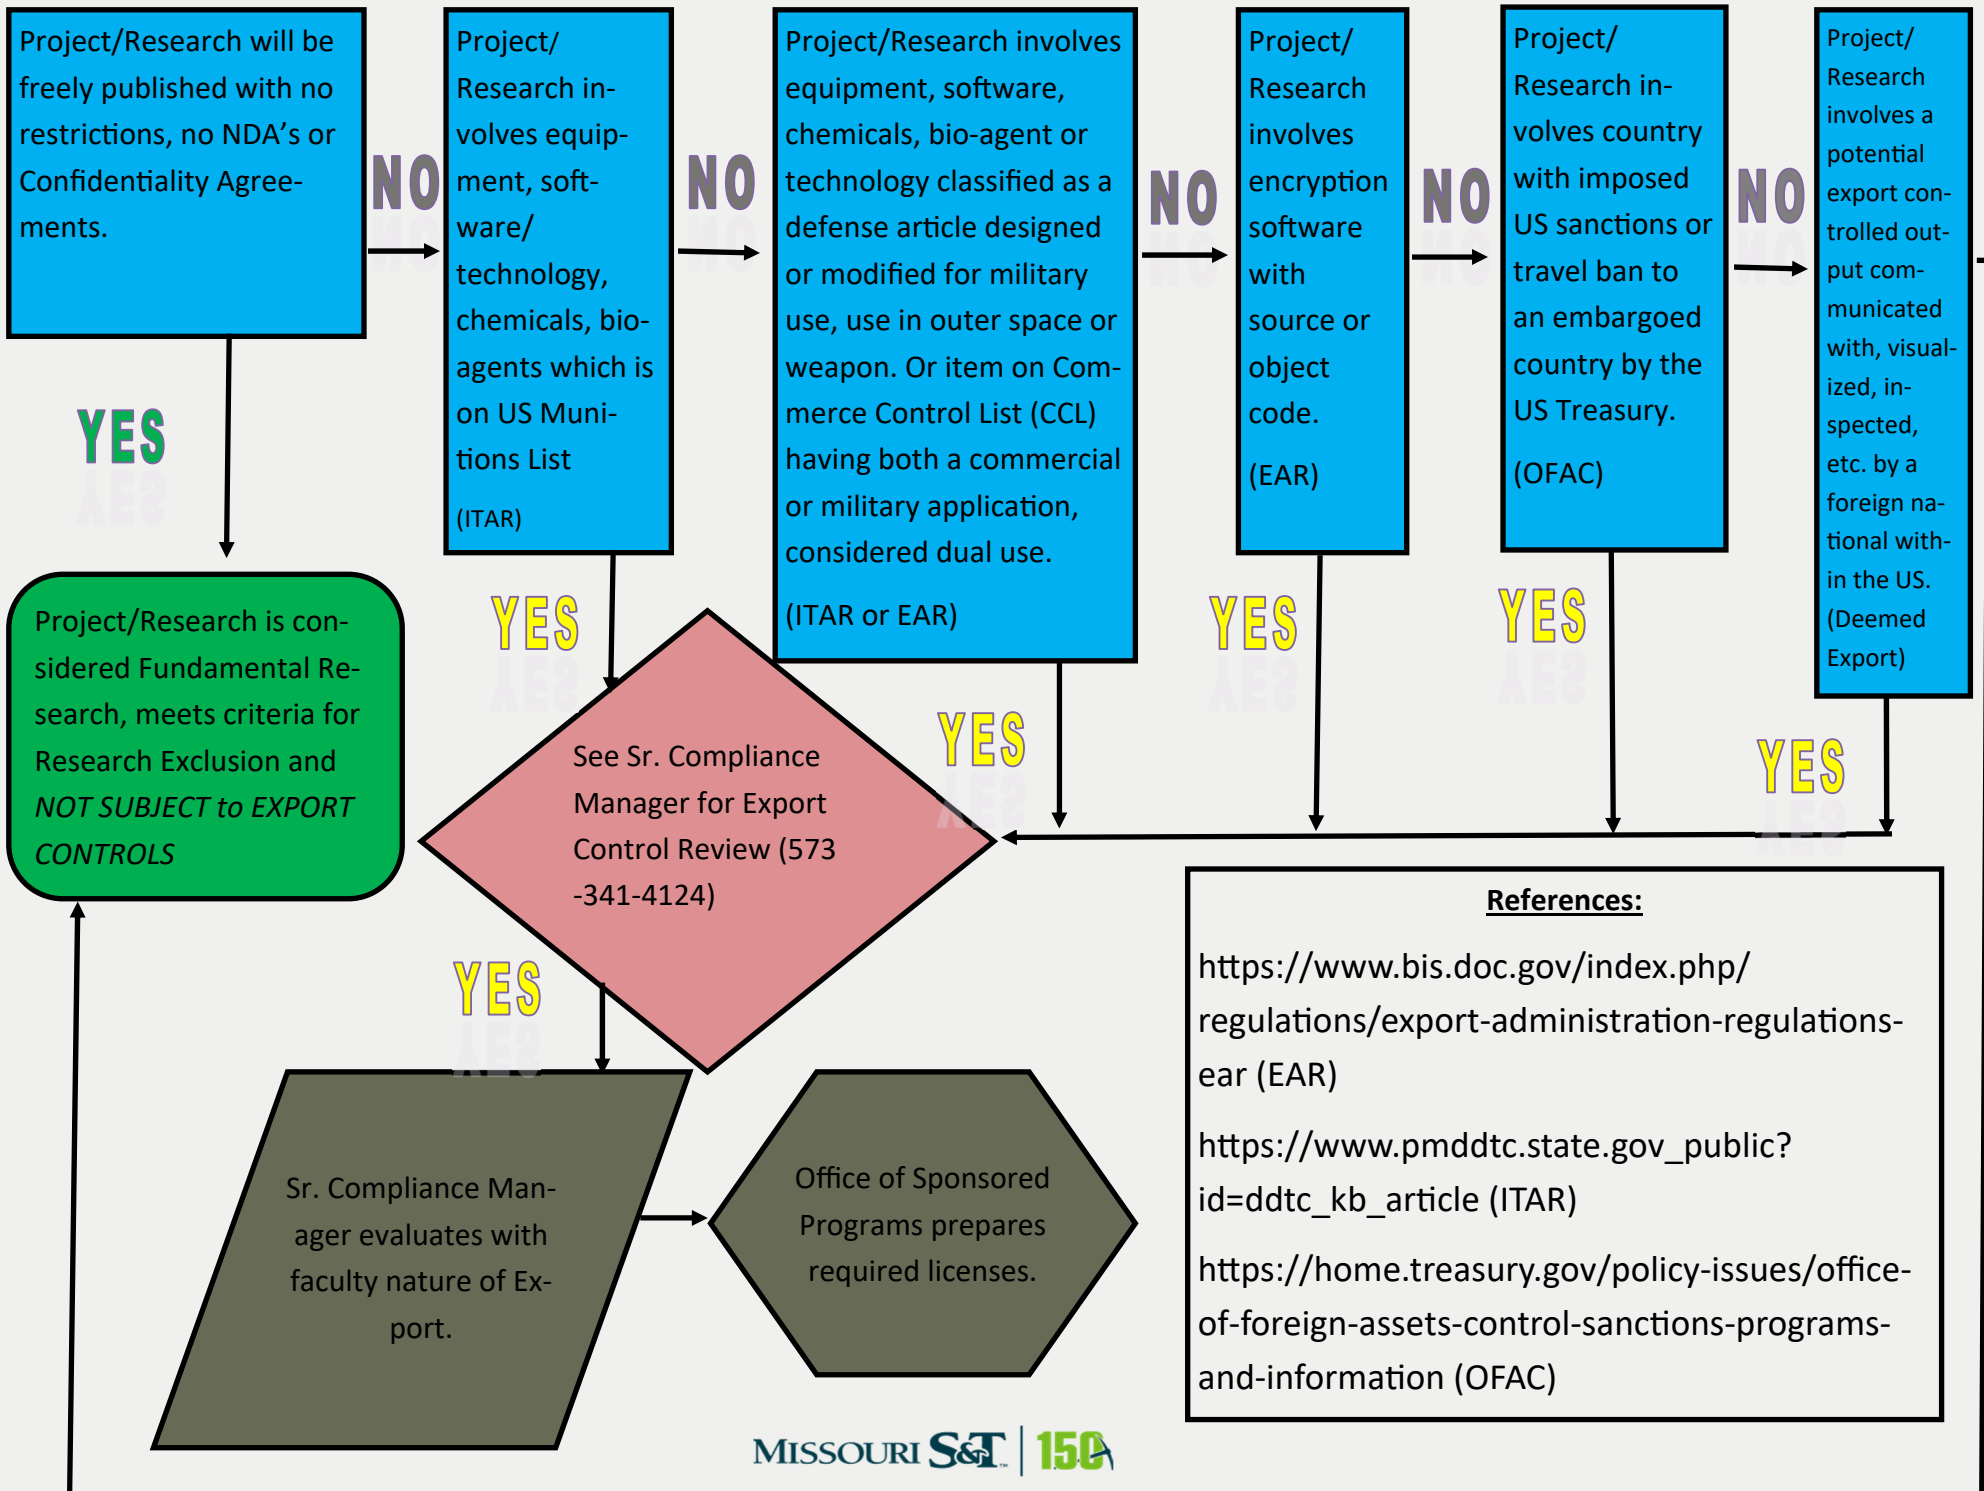 Project/Research will be
freely published with no
restrictions, no NDA's or
Confidentiality Agree-
ments.
NO
Project/
Research in-
volves equip-
ment, soft-
ware/
technology,
chemicals, bio-
agents which is
on US Muni-
tions List
(ITAR)
NO
Project/Research involves
equipment, software,
chemicals, bio-agent or
technology classified as a
defense article designed
or modified for military
use, use in outer space or
weapon. Or item on Com-
merce Control List (CCL)
having both a commercial
or military application,
considered dual use.
(ITAR or EAR)
NO
Project/
Research
involves
encryption
software
with
source or
object
code.
(EAR)
NO
Project/
Research in-
volves country
with imposed
US sanctions or
travel ban to
an embargoed
country by the
US Treasury.
(OFAC)
NO
Project/
Research
involves a
potential
export con-
trolled out-
put com-
municated
with, visual-
ized, in-
spected,
etc. by a
foreign na-
tional with-
in the US.
(Deemed
Export)
YES
YES
YES
YES
YES
YES
Project/Research is con-
sidered Fundamental Re-
search, meets criteria for
Research Exclusion and
NOT SUBJECT to EXPORT
CONTROLS
See Sr. Compliance
Manager for Export
Control Review (573
-341-4124)
YES
Sr. Compliance Man-
ager evaluates with
faculty nature of Ex-
port.
Office of Sponsored
Programs prepares
required licenses.
References:
https://www.bis.doc.gov/index.php/
regulations/export-administration-regulations-
ear (EAR)
https://www.pmddtc.state.gov_public?
id=ddtc_kb_article (ITAR)
https://home.treasury.gov/policy-issues/office-
of-foreign-assets-control-sanctions-programs-
and-information (OFAC)
MISSOURI S&T™ 150